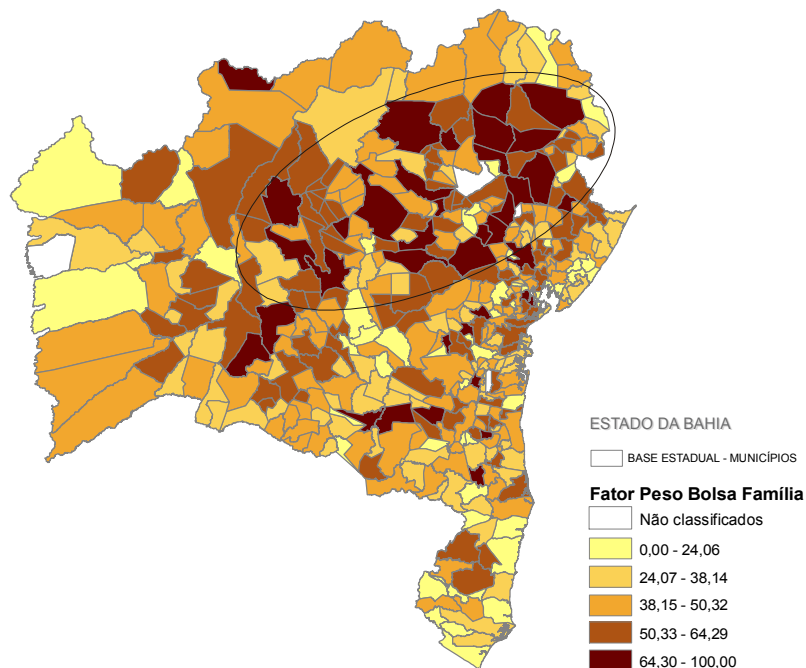 ESTADO DA BAHIA
BASE ESTADUAL - MUNICÍPIOS
Fator Peso Bolsa Família
Não classificados
0,00 - 24,06
24,07 - 38,14
38,15 - 50,32
50,33 - 64,29
64,30 - 100,00